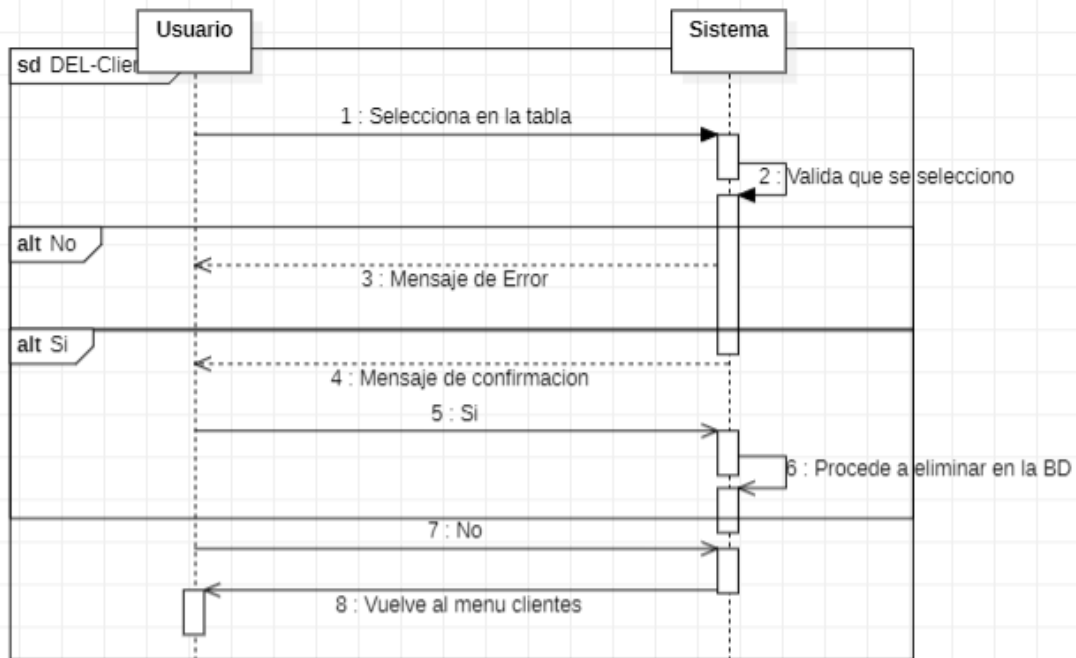 Usuario
Sistema
sd DEL-Clien
1 : Selecciona en la tabla
2 : Valida que se selecciono
alt No
3 : Mensaje de Error
alt Si
4 : Mensaje de confirmacion
5 : Si
6 : Procede a eliminar en la BD
7 : No
8 : Vuelve al menu clientes